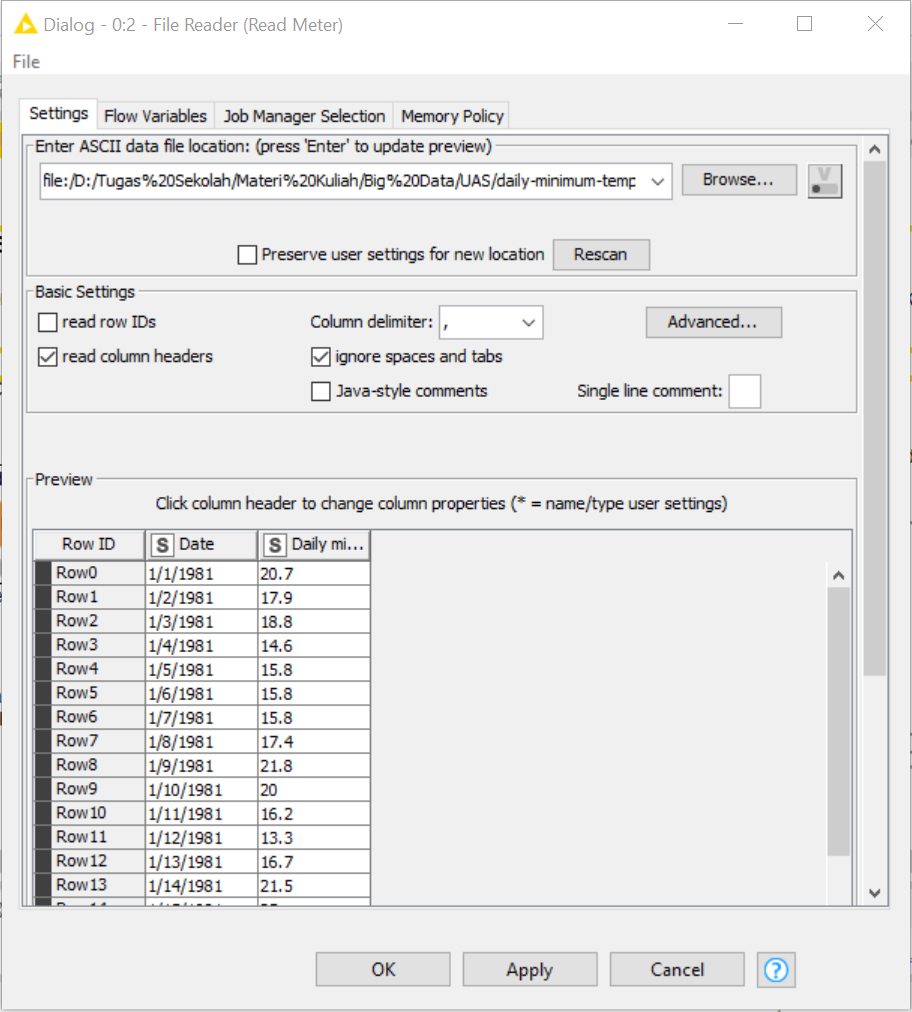 Dialog - 0:2 - File Reader (Read Meter)
File
Settings Flow Variables Job Manager Selection Memory Policy
Enter ASCII data file location: (press 'Enter' to update preview)
file:/D:/Tugas%20Sekolah/Materi%20Kuliah/Big%20Data/UAS/daily-minimum-temp Browse... V
Preserve user settings for new location Rescan
Basic Settings
read row IDs Column delimiter: , Advanced...
read column headers ignore spaces and tabs
Java-style comments Single line comment:
Preview
Click column header to change column properties (* = name/type user settings)
Row ID S Date S Daily mi...
Row0 1/1/1981 20.7
Row1 1/2/1981 17.9
Row2 1/3/1981 18.8
Row3 1/4/1981 14.6
Row4 1/5/1981 15.8
Row5 1/6/1981 15.8
Row6 1/7/1981 15.8
Row7 1/8/1981 17.4
Row8 1/9/1981 21.8
Row9 1/10/1981 20
Row10 1/11/1981 16.2
Row11 1/12/1981 13.3
Row12 1/13/1981 16.7
Row13 1/14/1981 21.5
OK Apply Cancel ?